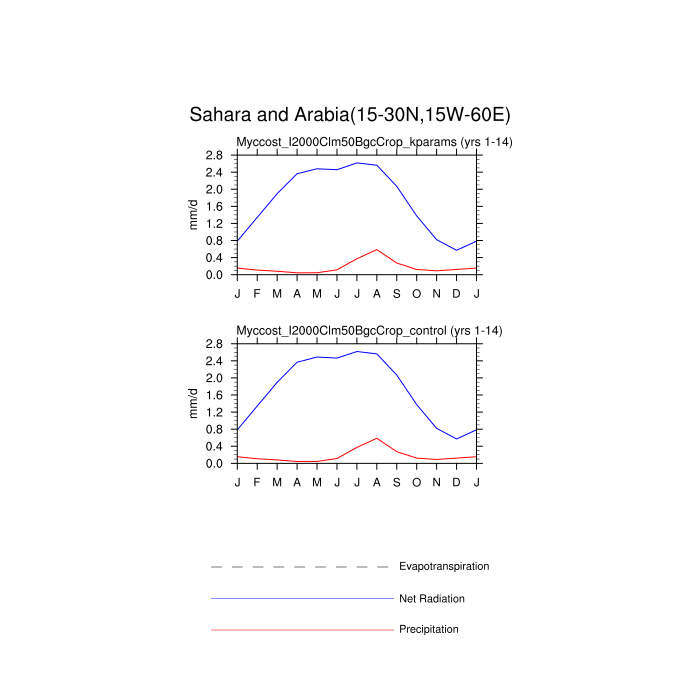 Sahara and Arabia(15-30N,15W-60E)
Myccost_I2000Clm50BgcCrop_kparams (yrs 1-14)
2.8
2.4
2.0
1.6
1.2
0.8
0.4
0.0
mm/d
J F M A M J J A S O N D J
Myccost_I2000Clm50BgcCrop_control (yrs 1-14)
2.8
2.4
2.0
1.6
1.2
0.8
0.4
0.0
mm/d
J F M A M J J A S O N D J
Evapotranspiration
Net Radiation
Precipitation